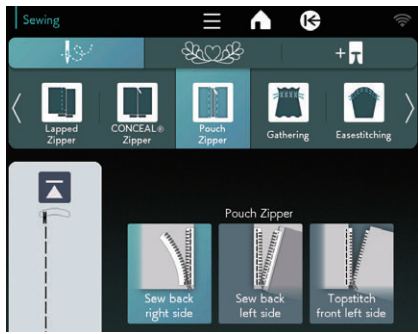 Sewing
Lapped
Zipper
CONCEAL®
Zipper
Pouch
Zipper
Gathering
Easestitching
Pouch Zipper
Sew back
right side
Sew back
left side
Topstitch
front left side